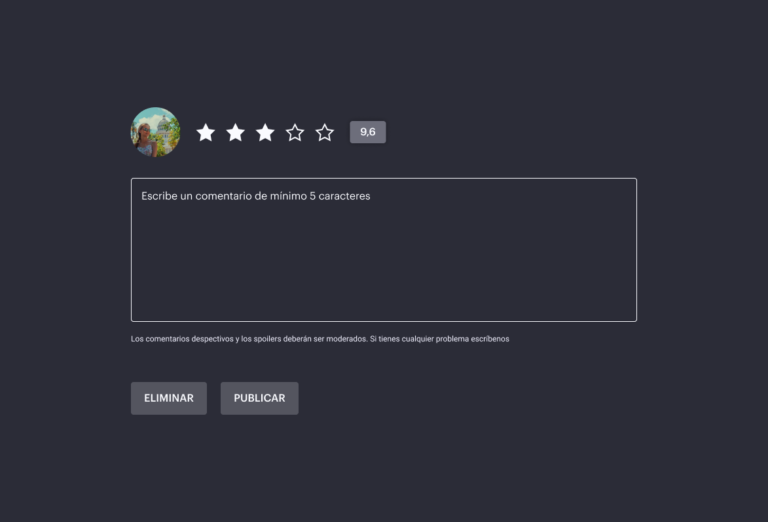 9,6
Escribe un comentario de mínimo 5 caracteres
Los comentarios despectivos y los spoilers deberán ser moderados. Si tienes cualquier problema escríbenos
ELIMINAR PUBLICAR